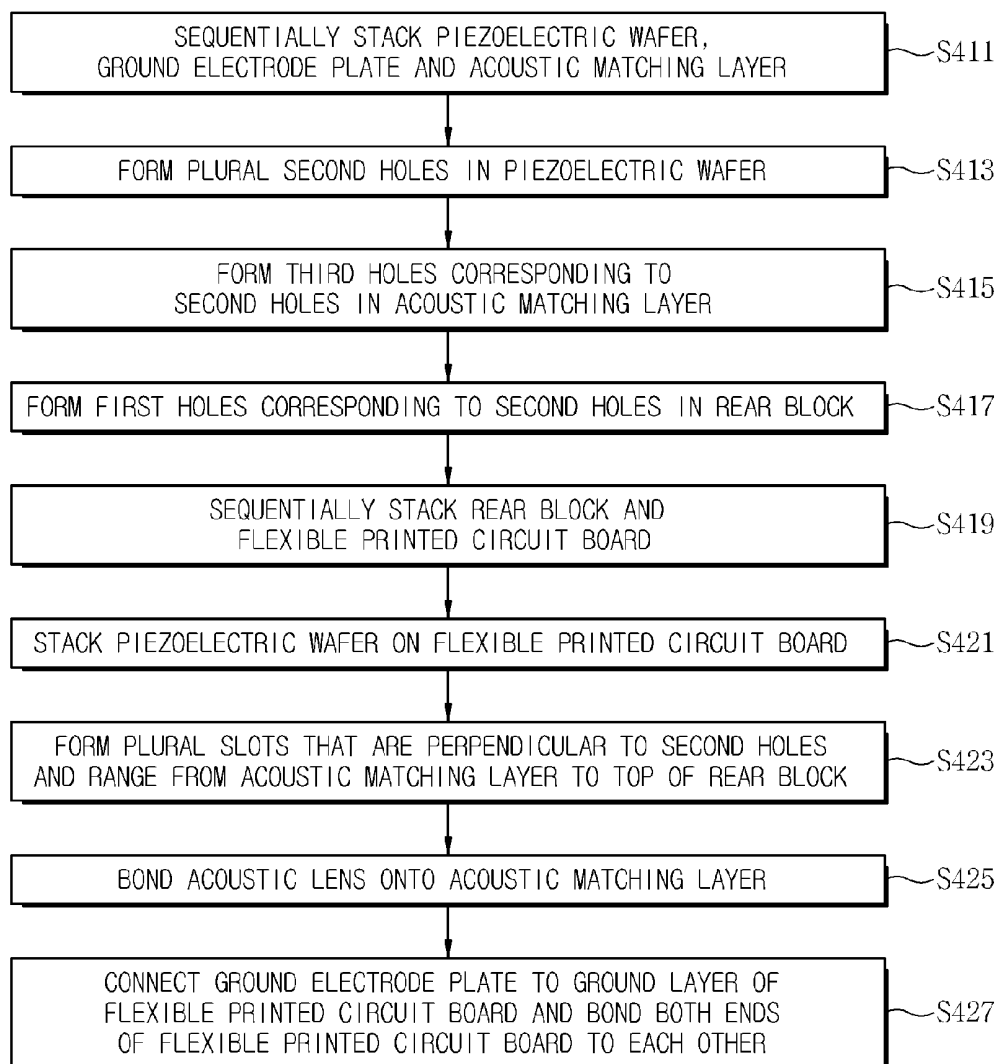 SEQUENTIALLY STACK PIEZOELECTRIC WAFER,
GROUND ELECTRODE PLATE AND ACOUSTIC MATCHING LAYER
S411
FORM PLURAL SECOND HOLES IN PIEZOELECTRIC WAFER
S413
FORM THIRD HOLES CORRESPONDING TO
SECOND HOLES IN ACOUSTIC MATCHING LAYER
S415
FORM FIRST HOLES CORRESPONDING TO SECOND HOLES IN REAR BLOCK
S417
SEQUENTIALLY STACK REAR BLOCK AND
FLEXIBLE PRINTED CIRCUIT BOARD
S419
STACK PIEZOELECTRIC WAFER ON FLEXIBLE PRINTED CIRCUIT BOARD
S421
FORM PLURAL SLOTS THAT ARE PERPENDICULAR TO SECOND HOLES
AND RANGE FROM ACOUSTIC MATCHING LAYER TO TOP OF REAR BLOCK
S423
BOND ACOUSTIC LENS ONTO ACOUSTIC MATCHING LAYER
S425
CONNECT GROUND ELECTRODE PLATE TO GROUND LAYER OF
FLEXIBLE PRINTED CIRCUIT BOARD AND BOND BOTH ENDS
OF FLEXIBLE PRINTED CIRCUIT BOARD TO EACH OTHER
S427